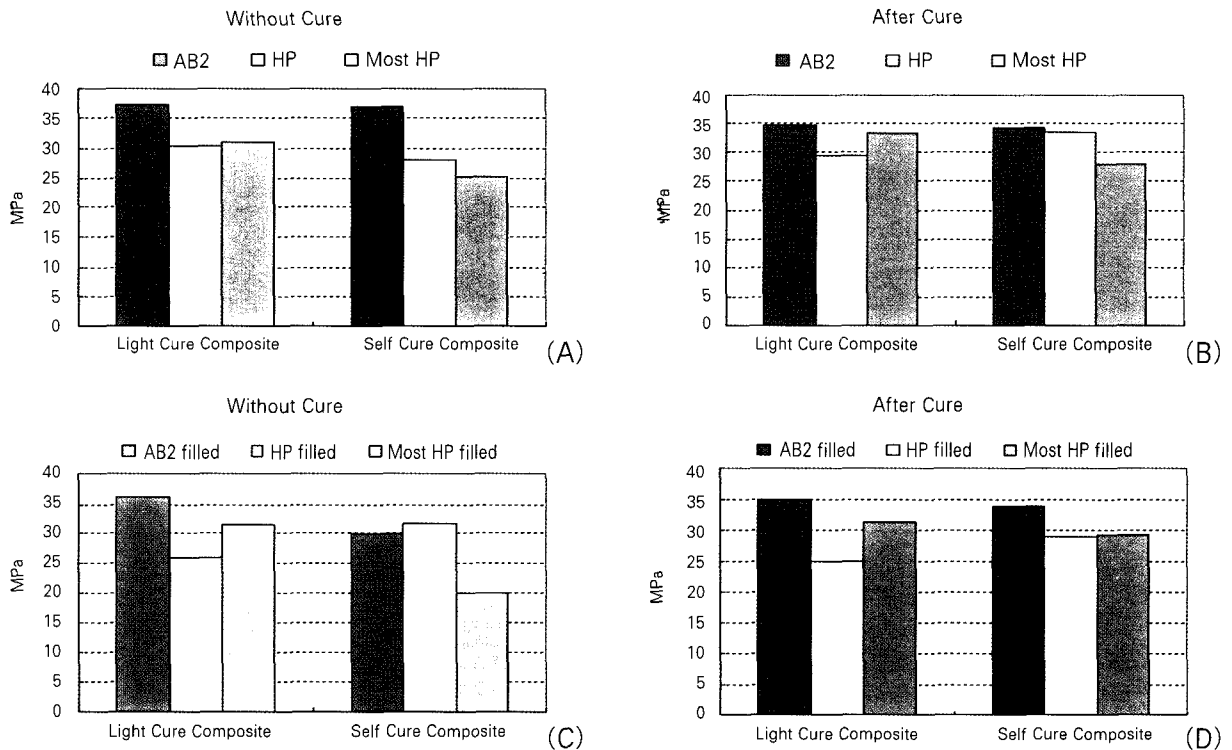 Without Cure
AB2 HP Most HP
MPa
40
35
30
25
20
15
10
5
0
Light Cure Composite Self Cure Composite
(A)
After Cure
AB2 HP Most HP
MPa
40
35
30
25
20
15
10
5
0
Light Cure Composite Self Cure Composite
(B)
Without Cure
AB2 filled HP filled Most HP filled
MPa
40
35
30
25
20
15
10
5
0
Light Cure Composite Self Cure Composite
(C)
After Cure
AB2 filled HP filled Most HP filled
MPa
40
35
30
25
20
15
10
5
0
Light Cure Composite Self Cure Composite
(D)